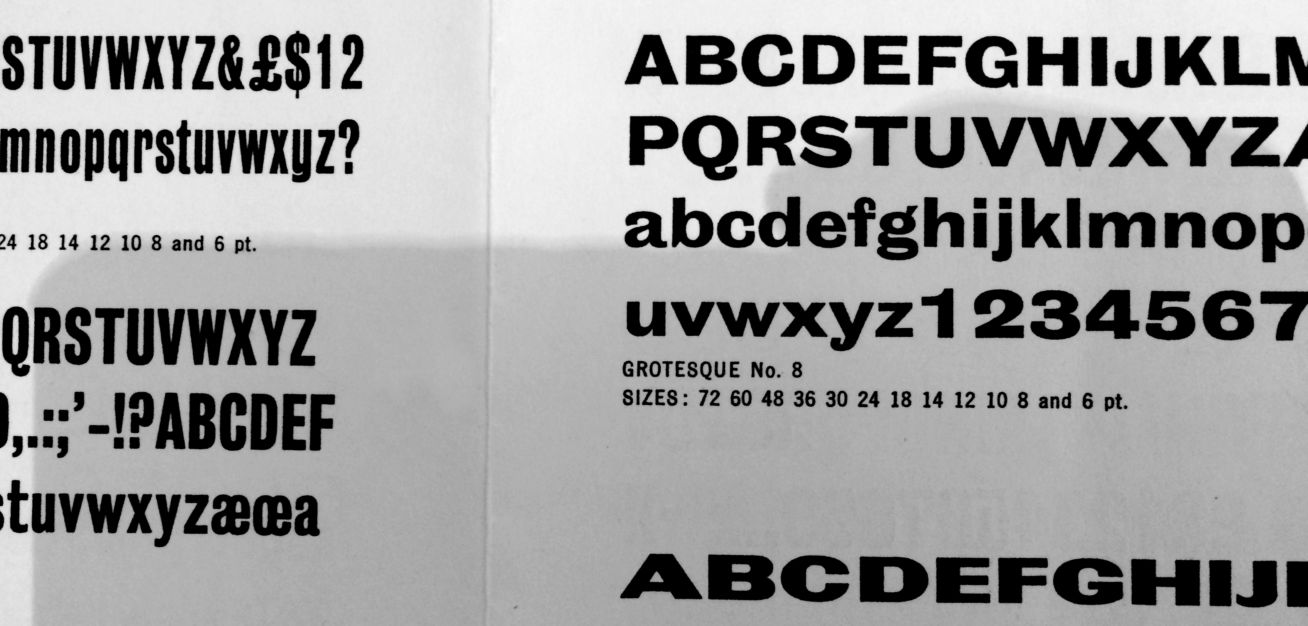 STUVWXYZ&£$12
mnopqrstuvwxyz?
24 18 14 12 10 8 and 6 pt.
QRSTUVWXYZ
,.:;’-!?ABCDEF
stuvwxyzæœa
ABCDEFGHIJKLM
PQRSTUVWXYZA
abcdefghijklmnop
uvwxyz1234567
GROTESQUE No. 8
SIZES: 72 60 48 36 30 24 18 14 12 10 8 and 6 pt.
ABCDEFGHIJ